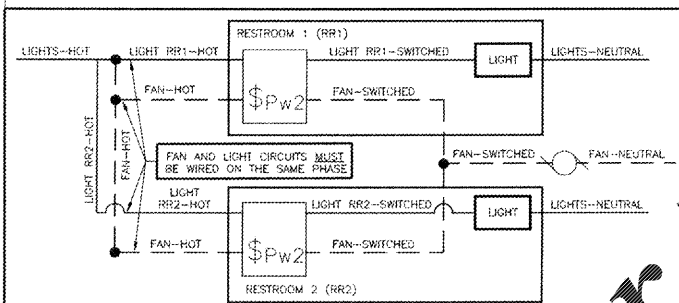 RESTROOM 1 (RR1)
LIGHTS-HOT
LIGHT RR1-HOT
LIGHT RR1-SWITCHED
LIGHT
LIGHTS-NEUTRAL
FAN-HOT
$Pw2
FAN-SWITCHED
LIGHT RR2-HOT
FAN-HOT
FAN AND LIGHT CIRCUITS MUST
BE WIRED ON THE SAME PHASE
FAN-SWITCHED
FAN-NEUTRAL
LIGHT
RR2-HOT
LIGHT RR2-SWITCHED
LIGHT
LIGHTS-NEUTRAL
FAN-HOT
$Pw2
FAN-SWITCHED
RESTROOM 2 (RR2)